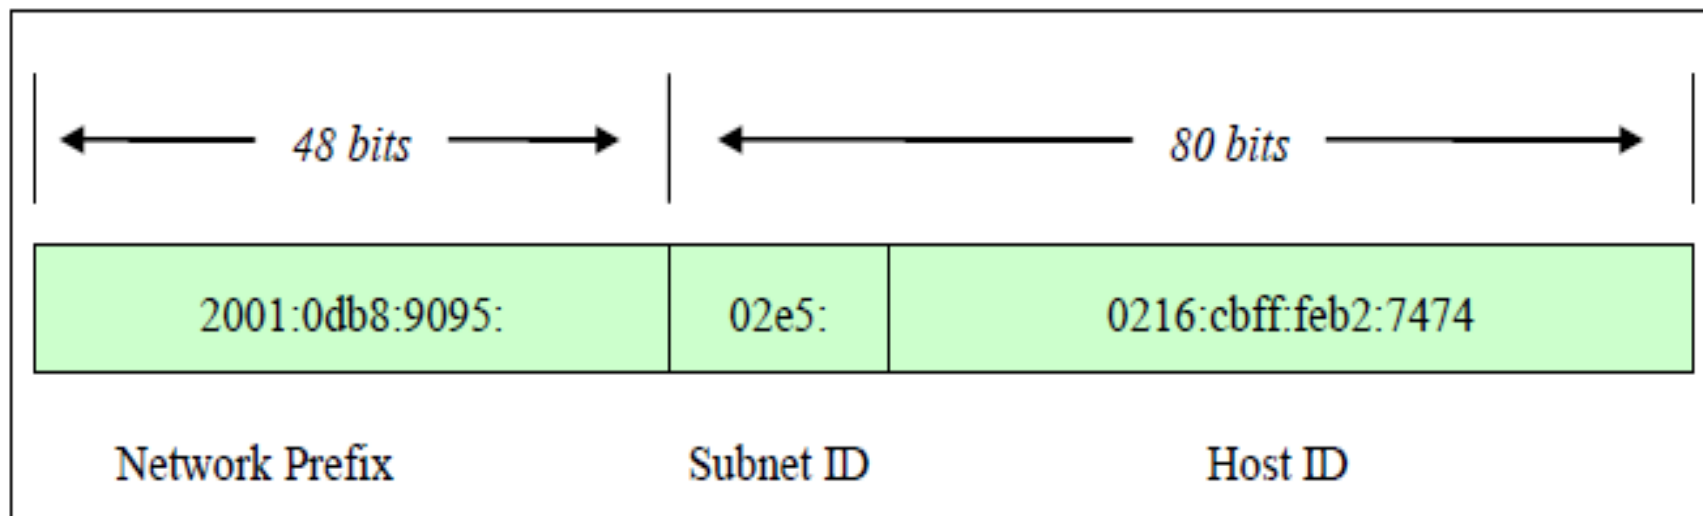 48 bits 80 bits
2001:0db8:9095: 02e5: 0216:cbff:feb2:7474
Network Prefix Subnet ID Host ID